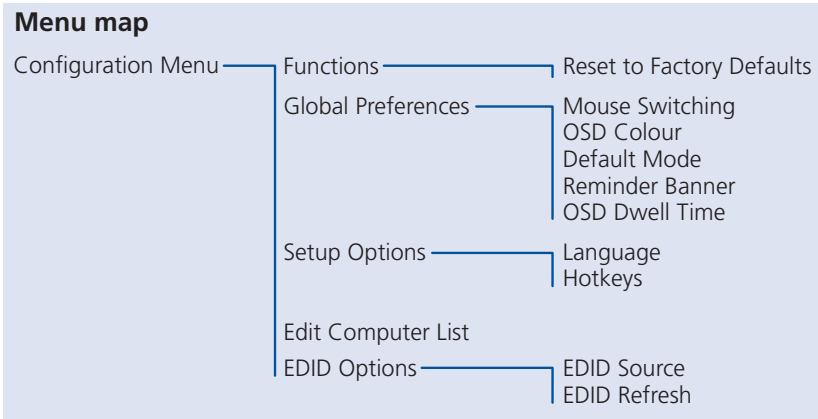 Menu map
Configuration Menu Functions Reset to Factory Defaults
Global Preferences Mouse Switching
OSD Colour
Default Mode
Reminder Banner
OSD Dwell Time
Setup Options Language
Hotkeys
Edit Computer List
EDID Options EDID Source
EDID Refresh